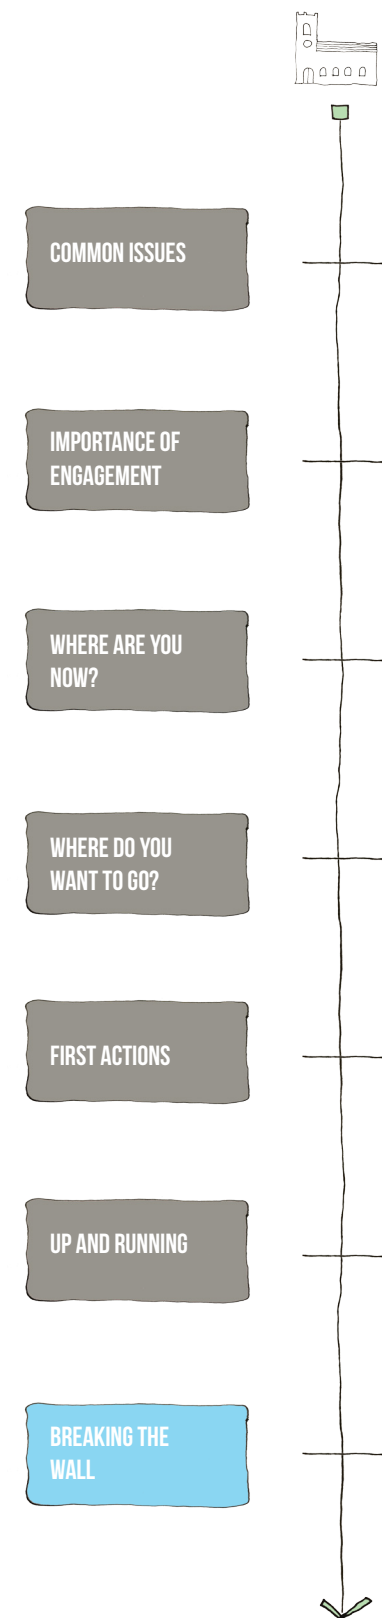 COMMON ISSUES
IMPORTANCE OF
ENGAGEMENT
WHERE ARE YOU
NOW?
WHERE DO YOU
WANT TO GO?
FIRST ACTIONS
UP AND RUNNING
BREAKING THE
WALL